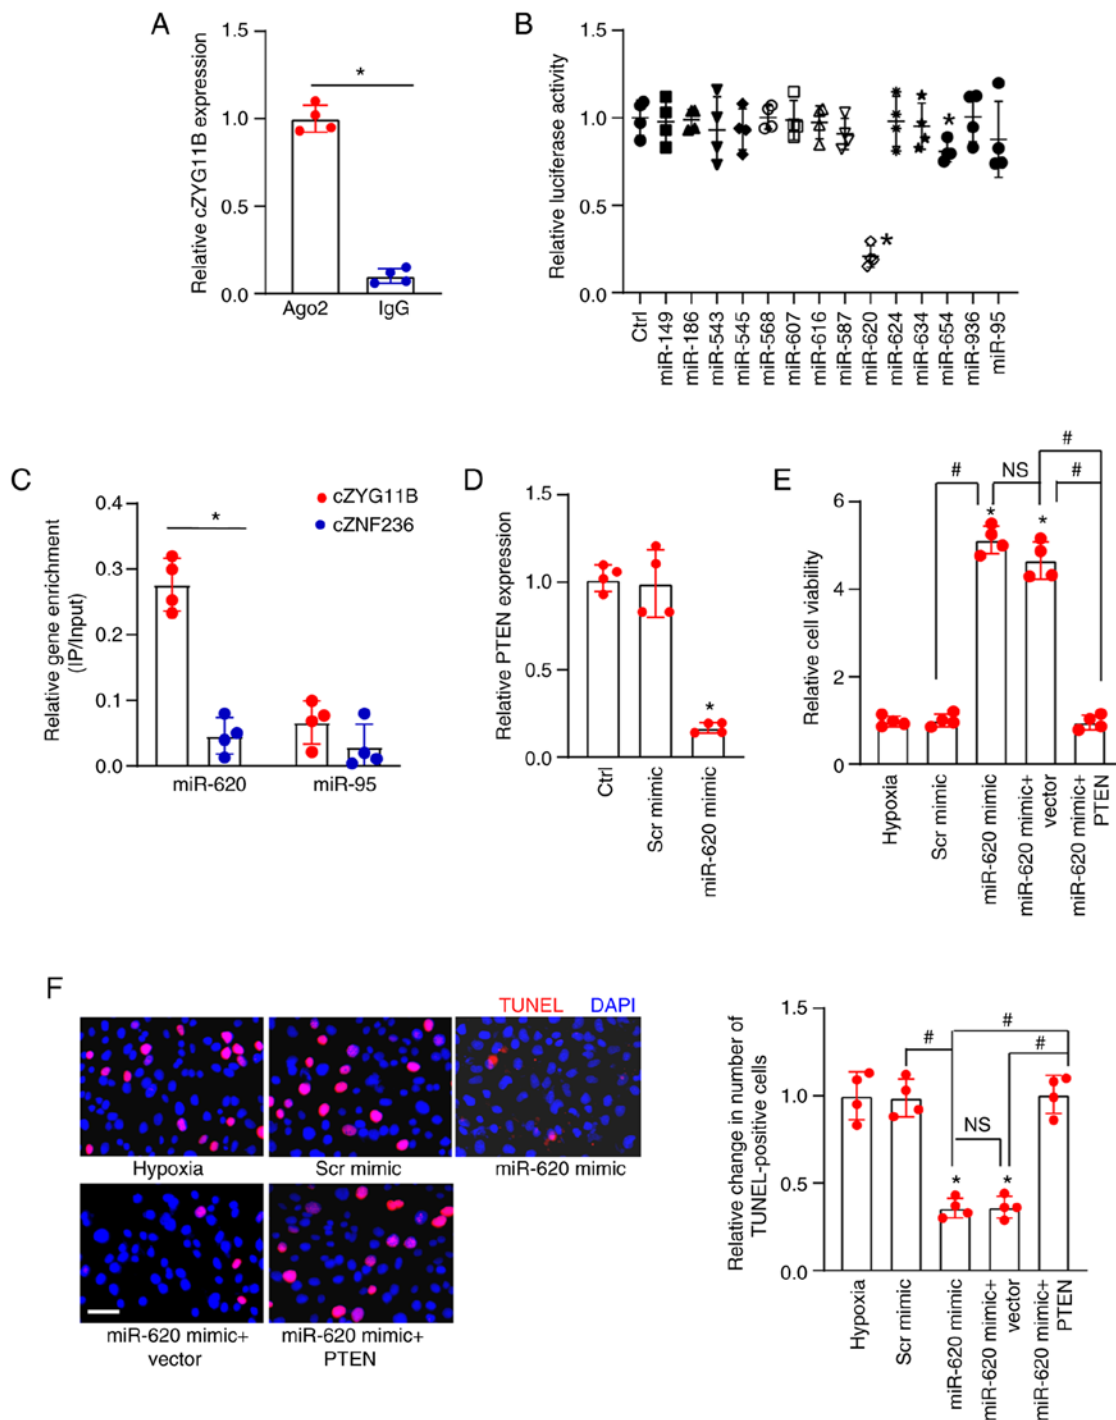 A
Relative cZYG11B expression
1.5
1.0
0.5
0.0
*
Ago2
IgG
B
Relative luciferase activity
1.5
1.0
0.5
0.0
*
*
Ctrl
miR-149
miR-186
miR-543
miR-545
miR-568
miR-607
miR-616
miR-587
miR-620
miR-624
miR-634
miR-654
miR-936
miR-95
C
Relative gene enrichment
(IP/Input)
0.4
0.3
0.2
0.1
0.0
*
cZYG11B
cZNF236
miR-620
miR-95
D
Relative PTEN expression
1.5
1.0
0.5
0.0
*
Ctrl
Scr mimic
miR-620 mimic
E
Relative cell viability
6
4
2
0
#
NS
#
#
*
*
Hypoxia
Scr mimic
miR-620 mimic
miR-620 mimic+
vector
miR-620 mimic+
PTEN
F
TUNEL DAPI
Hypoxia
Scr mimic
miR-620 mimic
miR-620 mimic+
vector
miR-620 mimic+
PTEN
Relative change in number of
TUNEL-positive cells
1.5
1.0
0.5
0.0
#
#
#
NS
*
*
Hypoxia
Scr mimic
miR-620 mimic
miR-620 mimic+
vector
miR-620 mimic+
PTEN